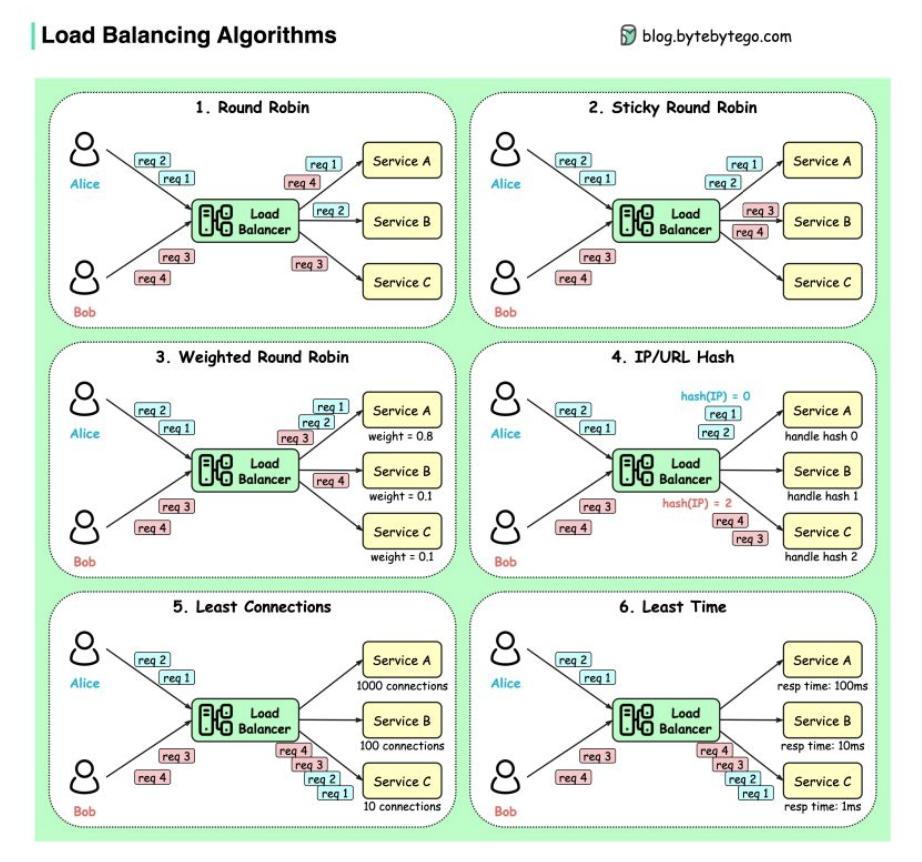 Load Balancing Algorithms
blog.bytebytego.com
1. Round Robin
Alice
req 2
req 1
Bob
req 3
req 4
Load
Balancer
req 1
req 4
req 2
req 3
Service A
Service B
Service C
2. Sticky Round Robin
Alice
req 2
req 1
Bob
req 3
req 4
Load
Balancer
req 1
req 2
req 3
req 4
Service A
Service B
Service C
3. Weighted Round Robin
Alice
req 2
req 1
Bob
req 3
req 4
Load
Balancer
req 1
req 2
req 3
req 4
Service A
weight = 0.8
Service B
weight = 0.1
Service C
weight = 0.1
4. IP/URL Hash
Alice
req 2
req 1
Bob
req 3
req 4
Load
Balancer
hash(IP) = 0
req 1
req 2
hash(IP) = 2
req 4
req 3
Service A
handle hash 0
Service B
handle hash 1
Service C
handle hash 2
5. Least Connections
Alice
req 2
req 1
Bob
req 3
req 4
Load
Balancer
req 4
req 3
req 2
req 1
Service A
1000 connections
Service B
100 connections
Service C
10 connections
6. Least Time
Alice
req 2
req 1
Bob
req 3
req 4
Load
Balancer
req 4
req 3
req 2
req 1
Service A
resp time: 100ms
Service B
resp time: 10ms
Service C
resp time: 1ms